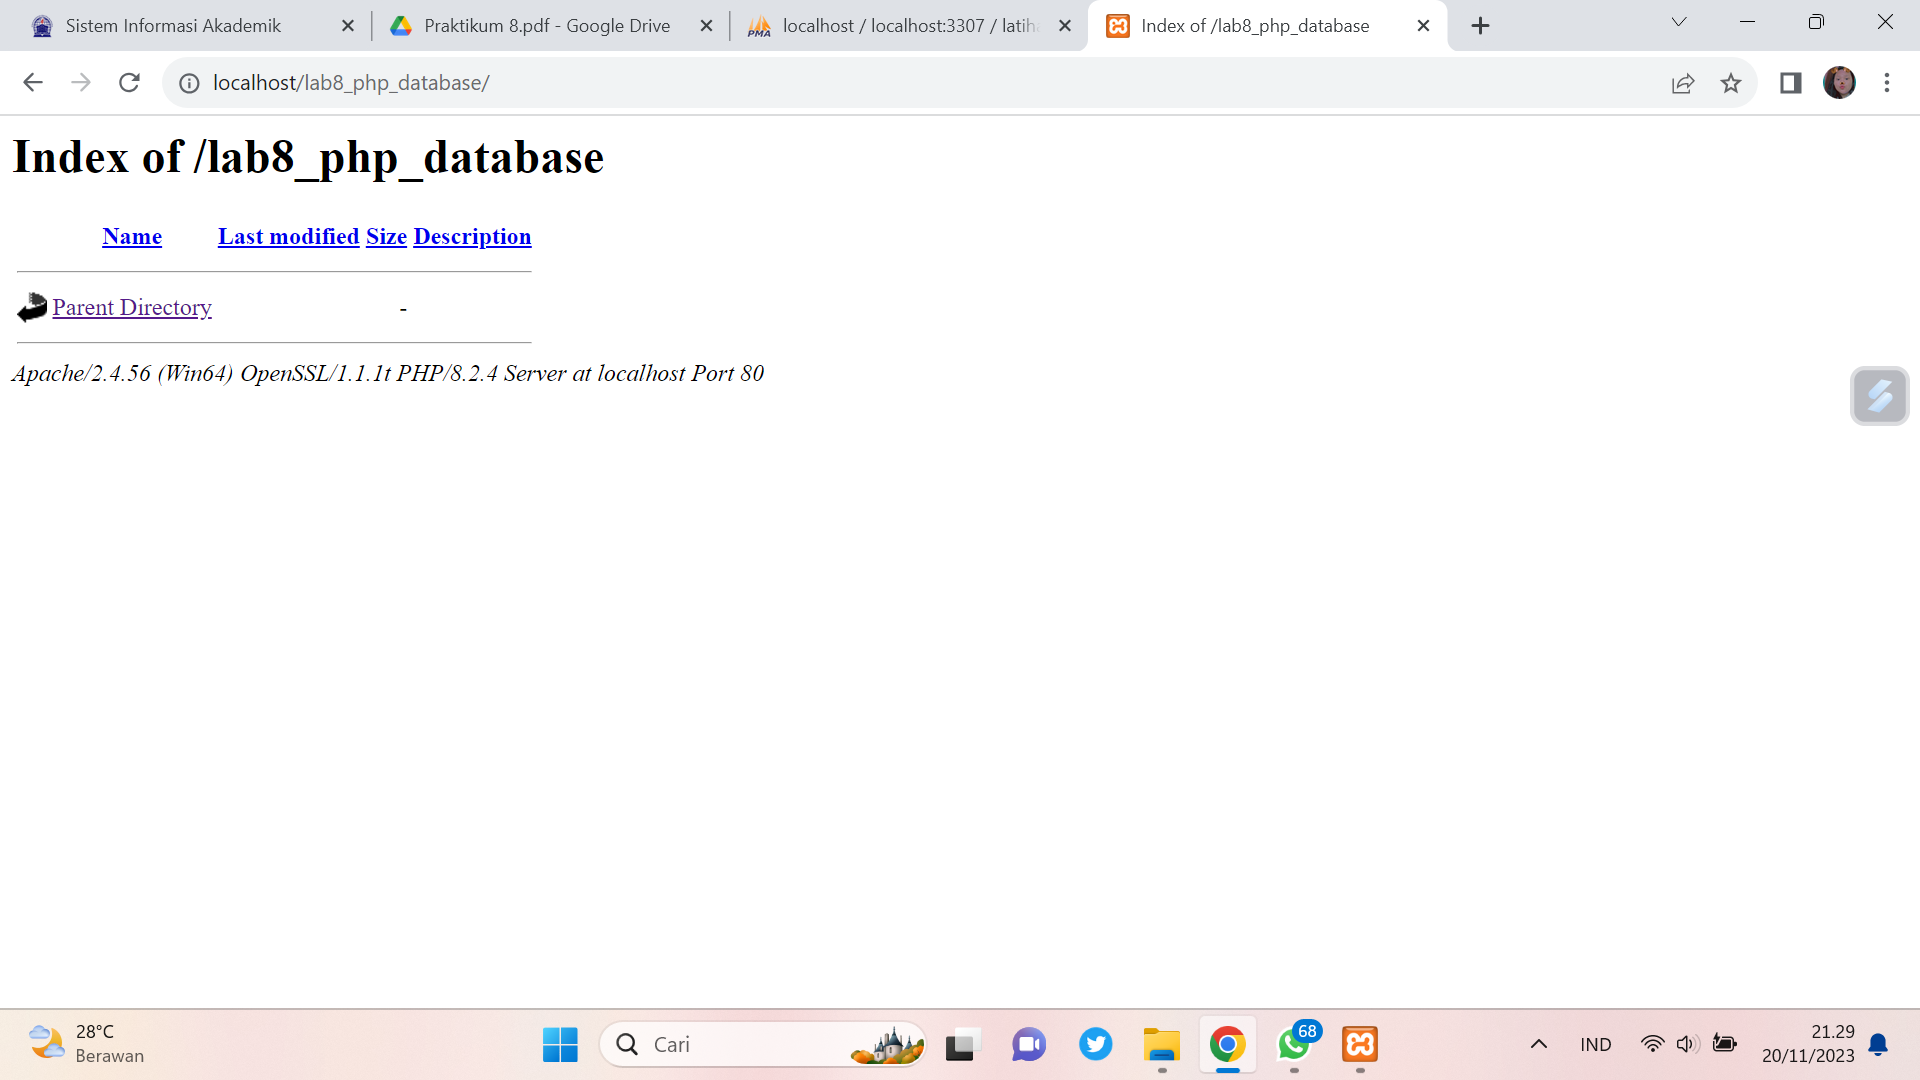 Sistem Informasi Akademik
Praktikum 8.pdf - Google Drive
PMA
localhost / localhost:3307 / latih
Index of /lab8_php_database
localhost/lab8_php_database/
Index of /lab8_php_database
Name Last modified Size Description
Parent Directory -
Apache/2.4.56 (Win64) OpenSSL/1.1.1t PHP/8.2.4 Server at localhost Port 80
28°C
Berawan
Cari
68
IND
21.29
20/11/2023